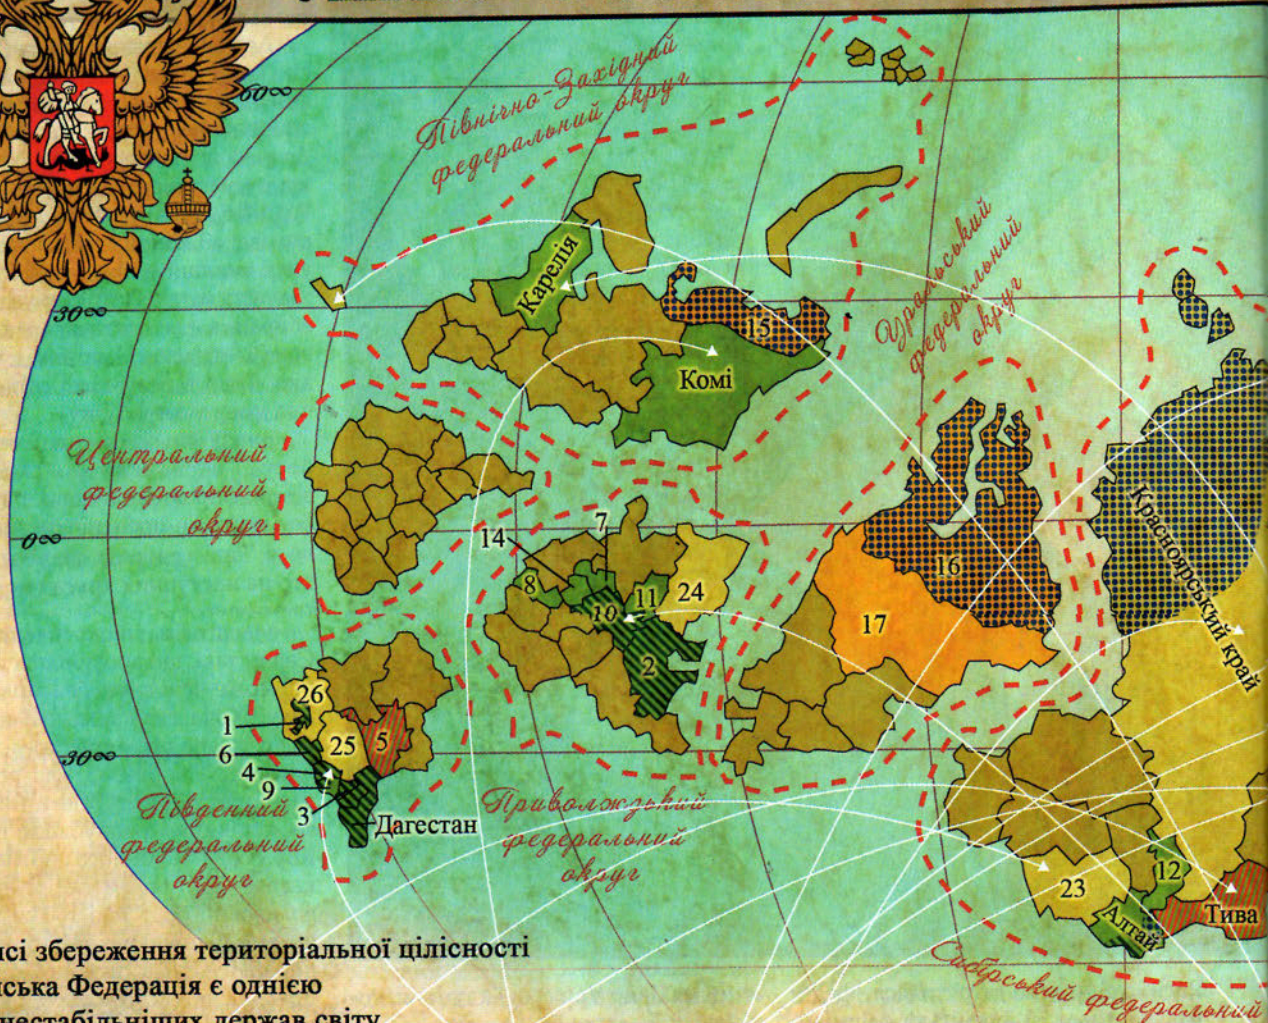 60∞
Північно-Західний
федеральний округ
Уральський
федеральний
округ
30∞
Карелія
15
Комі
Центральний
федеральний
округ
Красноярський край
0∞
14
7
8
10
11
24
16
17
2
26
1
6
25
5
4
9
3
30∞
Дагестан
Південний
федеральний
округ
Приволжський
федеральний
округ
23
12
Алтай
Тива
Сибірський федеральний
збереження територіальної цілісності
Федерація є однією
держав світу